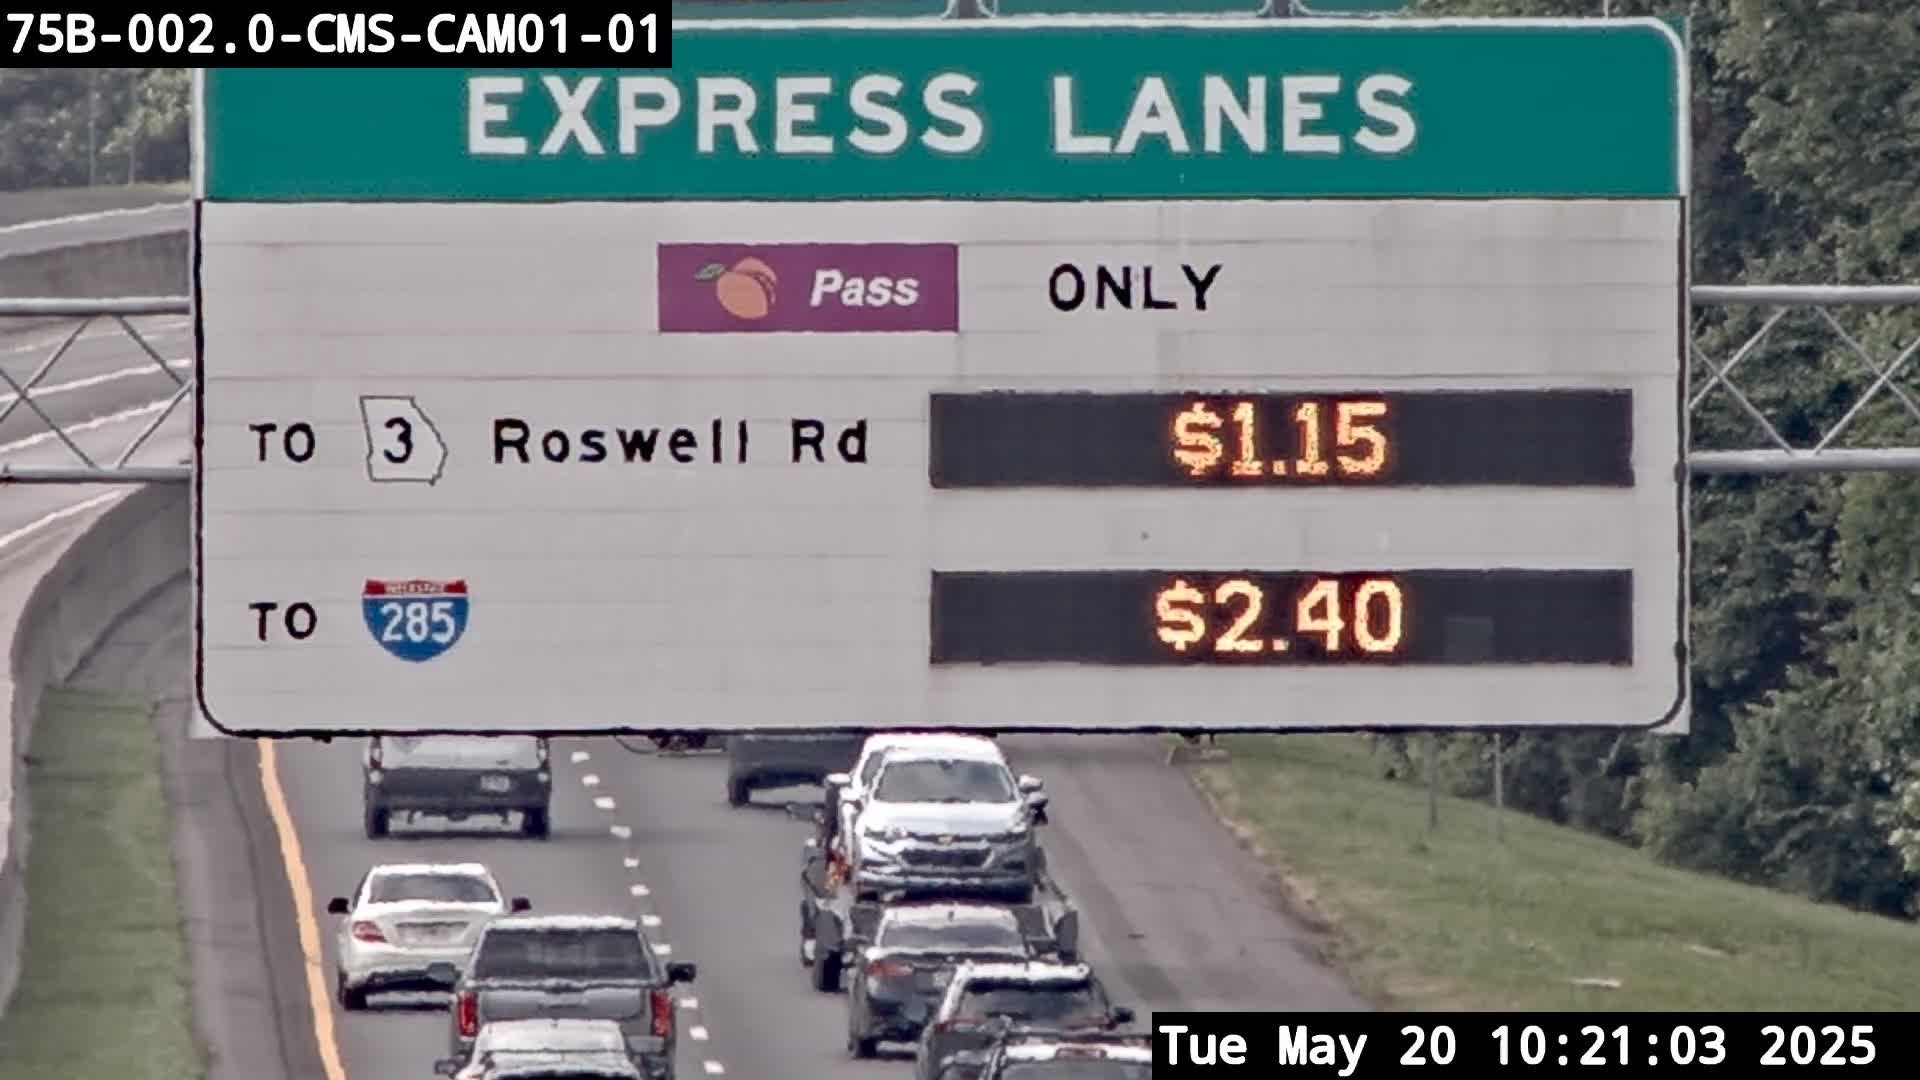 75B-002.0-CMS-CAM01-01
EXPRESS LANES
Pass ONLY
TO 3 Roswell Rd $1.15
INTERSTATE
TO 285 $2.40
Tue May 20 10:21:03 2025